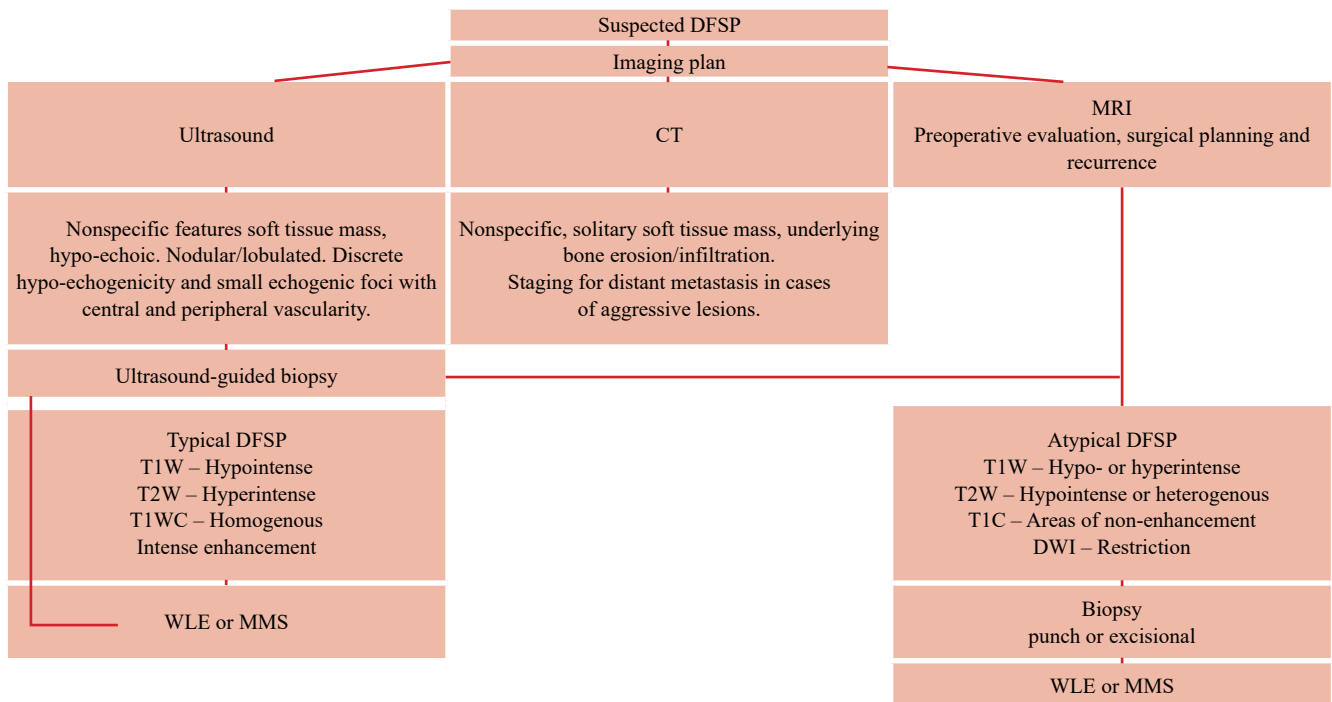 Suspected DFSP
Imaging plan
Ultrasound
CT
MRI
Preoperative evaluation, surgical planning and
recurrence
Nonspecific features soft tissue mass,
hypo-echoic. Nodular/lobulated. Discrete
hypo-echogenicity and small echogenic foci with
central and peripheral vascularity.
Nonspecific, solitary soft tissue mass, underlying
bone erosion/infiltration.
Staging for distant metastasis in cases
of aggressive lesions.
Ultrasound-guided biopsy
Typical DFSP
T1W – Hypointense
T2W – Hyperintense
T1WC – Homogenous
Intense enhancement
WLE or MMS
Atypical DFSP
T1W – Hypo- or hyperintense
T2W – Hypointense or heterogenous
T1C – Areas of non-enhancement
DWI – Restriction
Biopsy
punch or excisional
WLE or MMS